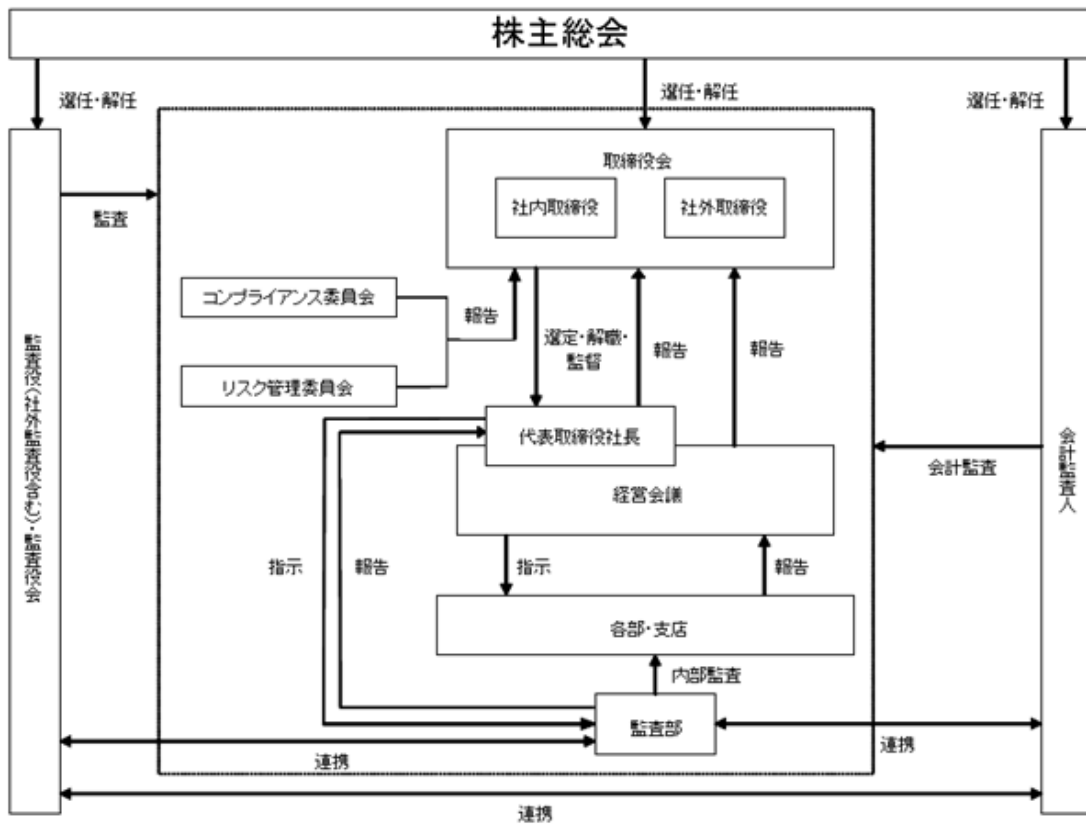 株主総会
選任・解任
選任・解任
選任・解任
取締役会
社内取締役
社外取締役
監査
コンプライアンス委員会
報告
選定・解職・
監督
報告
報告
リスク管理委員会
代表取締役社長
経営会議
会計監査
監査役(社外監査役含む)・監査役会
会計監査人
指示
報告
指示
報告
各部・支店
内部監査
監査部
連携
連携
連携